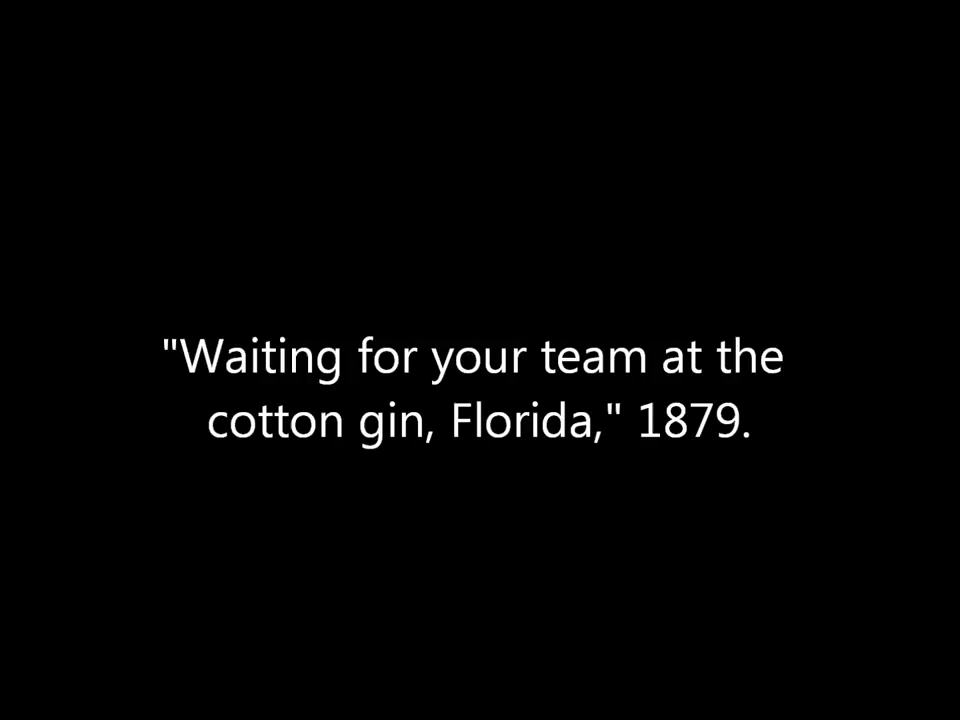 "Waiting for your team at the
cotton gin, Florida," 1879.